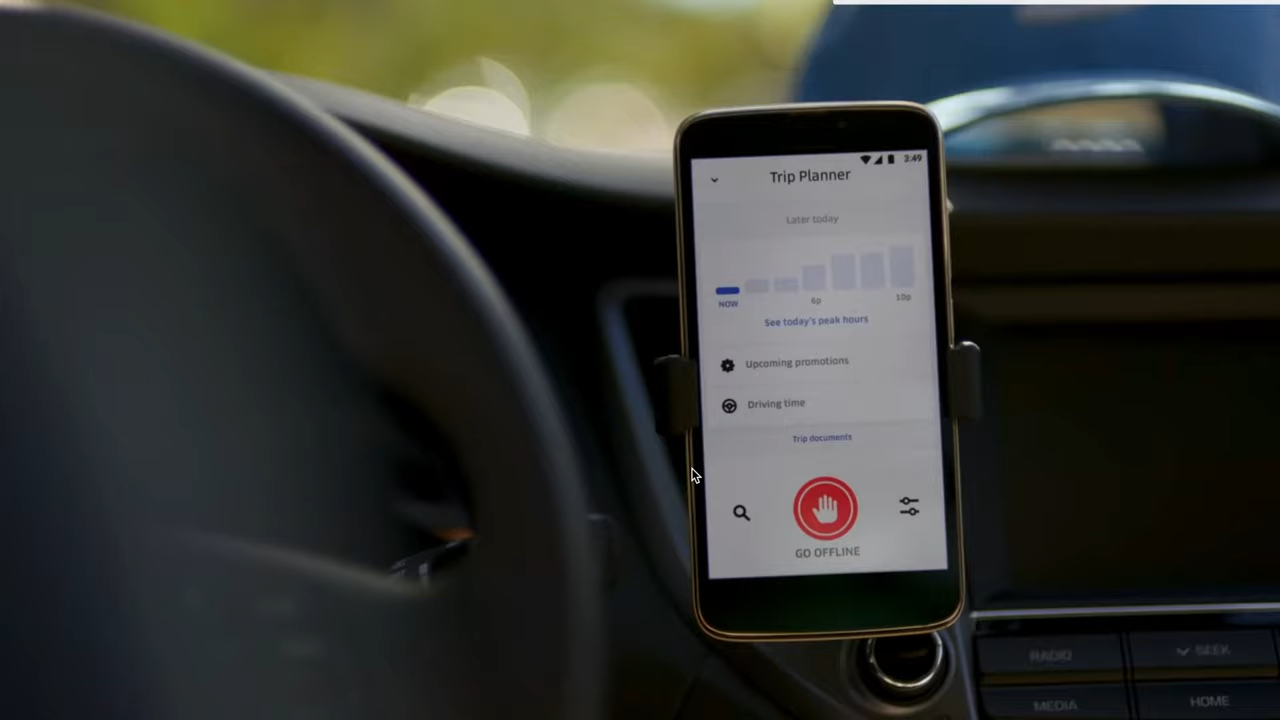 3:49
Trip Planner
Later today
NOW 6p 10p
See today's peak hours
Upcoming promotions
Driving time
Trip documents
GO OFFLINE
RADIO SEEK
MEDIA HOME